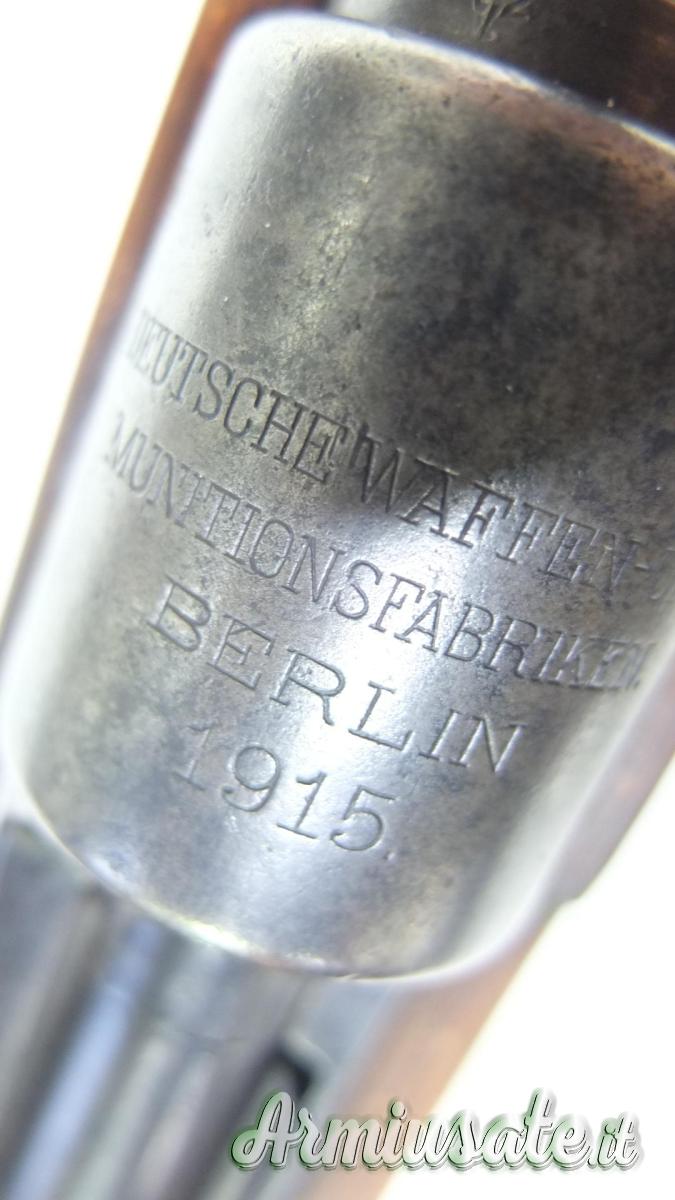 DEUTSCHE WAFFEN-
MUNITIONSFABRIKEN.
BERLIN
1915.
Armiusate.it